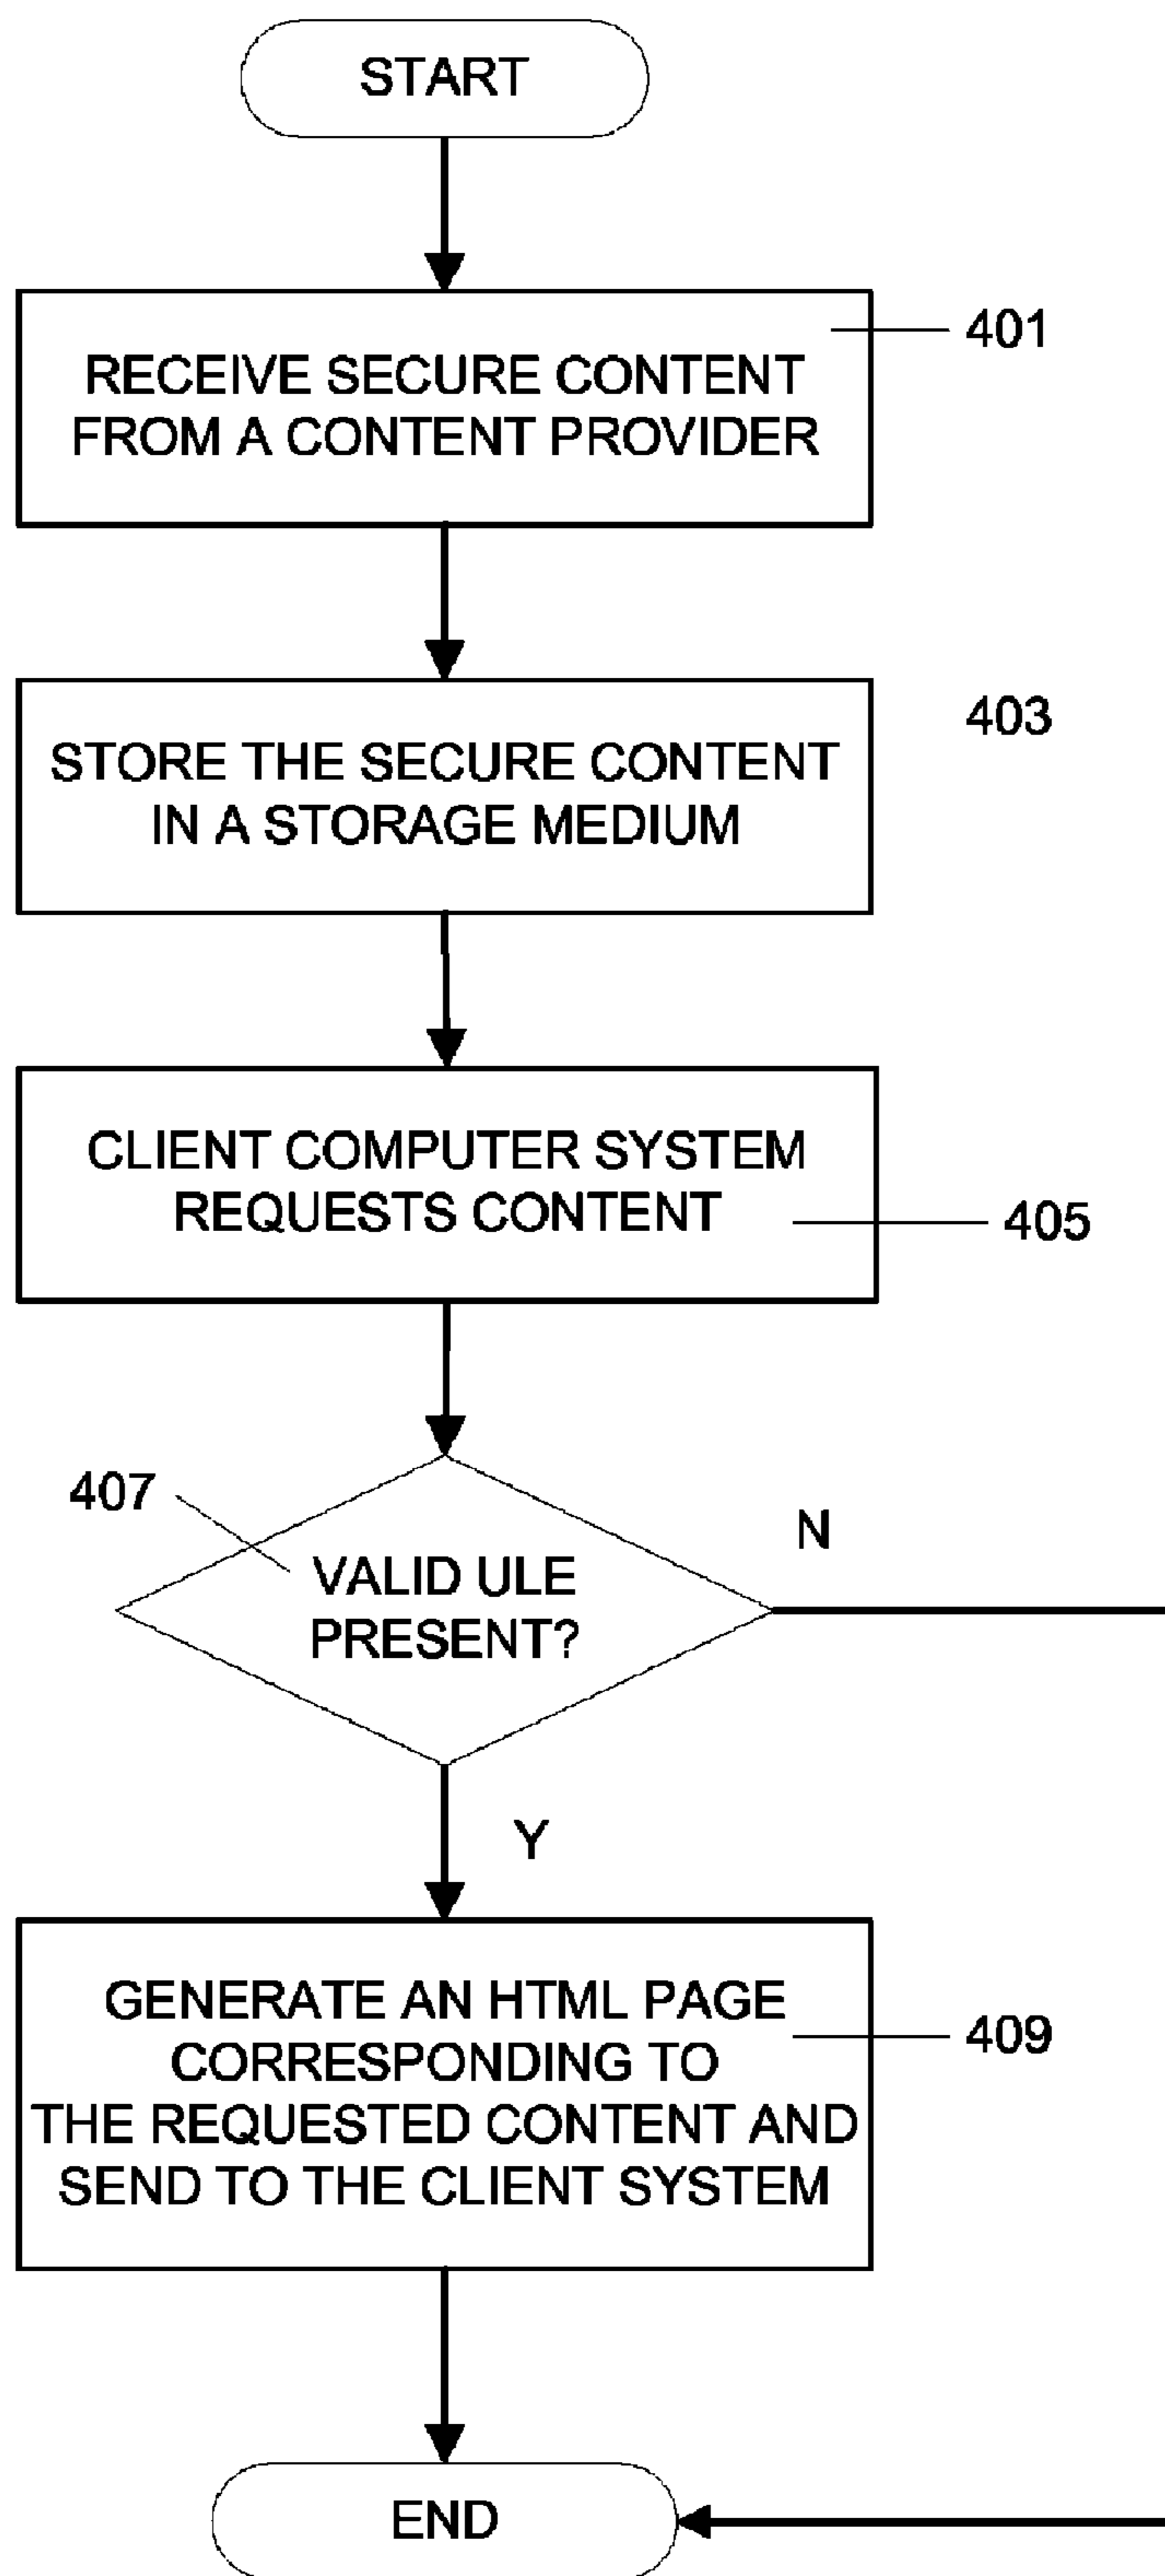 START
401
RECEIVE SECURE CONTENT
FROM A CONTENT PROVIDER
403
STORE THE SECURE CONTENT
IN A STORAGE MEDIUM
CLIENT COMPUTER SYSTEM
REQUESTS CONTENT
405
407
N
VALID ULE
PRESENT?
Y
GENERATE AN HTML PAGE
409
CORRESPONDING TO
THE REQUESTED CONTENT AND
SEND TO THE CLIENT SYSTEM
END